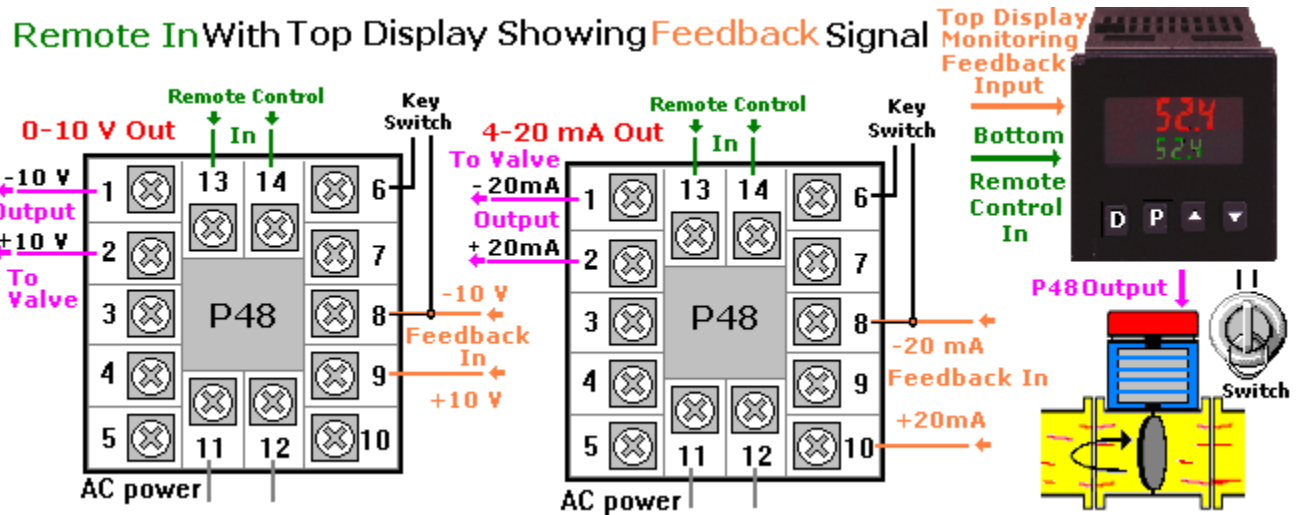 Remote In With Top Display Showing Feedback Signal
Remote Control
In
Key
Switch
0-10 V Out
-10 V
Output
+10 V
To
Valve
1
2
3
4
5
13
14
6
7
8
9
10
11
12
P48
-10 V
Feedback
In
+10 V
AC power
Remote Control
In
Key
Switch
4-20 mA Out
To Valve
- 20mA
Output
+ 20mA
1
2
3
4
5
13
14
6
7
8
9
10
11
12
P48
-20 mA
Feedback In
+20mA
AC power
Top Display
Monitoring
Feedback
Input
Bottom
Remote
Control
In
52.4
52.4
D P
P48 Output
Switch